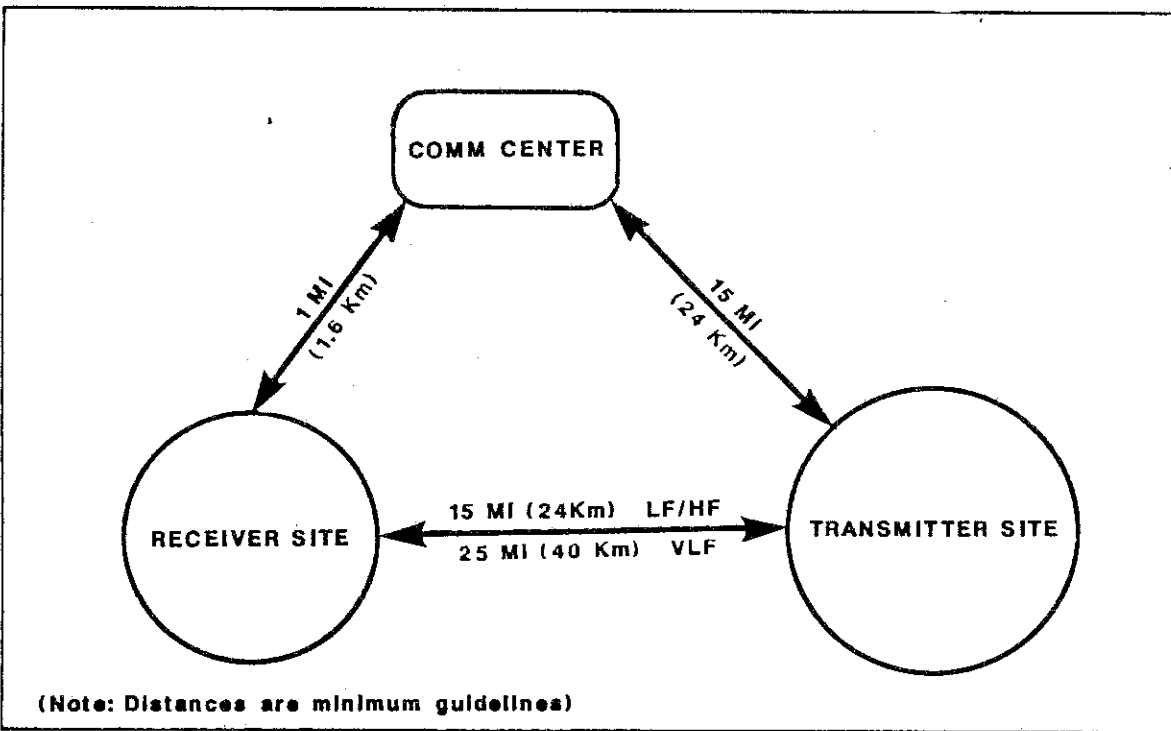 COMM CENTER
1 MI
(1.6 Km)
15 MI
(24 Km)
RECEIVER SITE
15 MI (24Km) LF/HF
25 MI (40 Km) VLF
TRANSMITTER SITE
(Note: Distances are minimum guidelines)